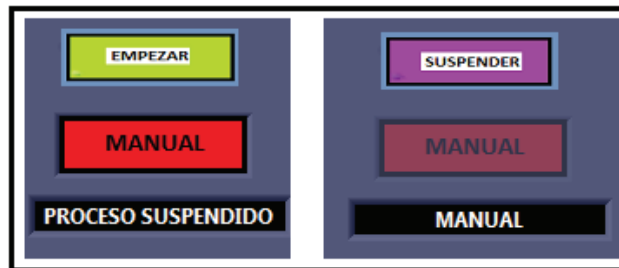 EMPEZAR
MANUAL
PROCESO SUSPENDIDO
SUSPENDER
MANUAL
MANUAL